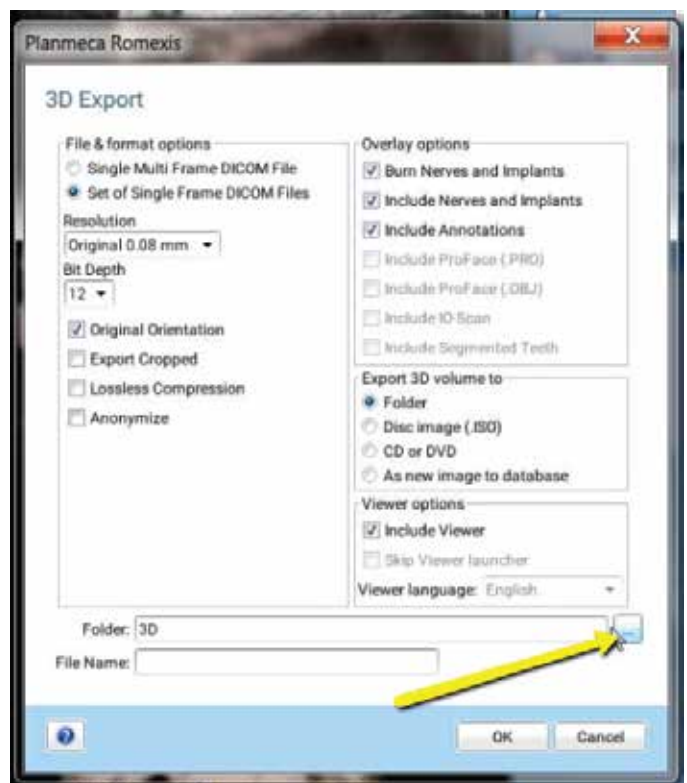 Planmeca Romexis
X
3D Export
File & format options
Single Multi Frame DICOM File
Set of Single Frame DICOM Files
Resolution
Original 0.08 mm
Bit Depth
12
Original Orientation
Export Cropped
Lossless Compression
Anonymize
Overlay options
Burn Nerves and Implants
Include Nerves and Implants
Include Annotations
Include ProFace (.PRO)
Include ProFace (.OBJ)
Include IO Scan
Include Segmented Teeth
Export 3D volume to
Folder
Disc image (.ISO)
CD or DVD
As new image to database
Viewer options
Include Viewer
Skip Viewer launcher
Viewer language: English
Folder: 3D
...
File Name:
?
OK
Cancel